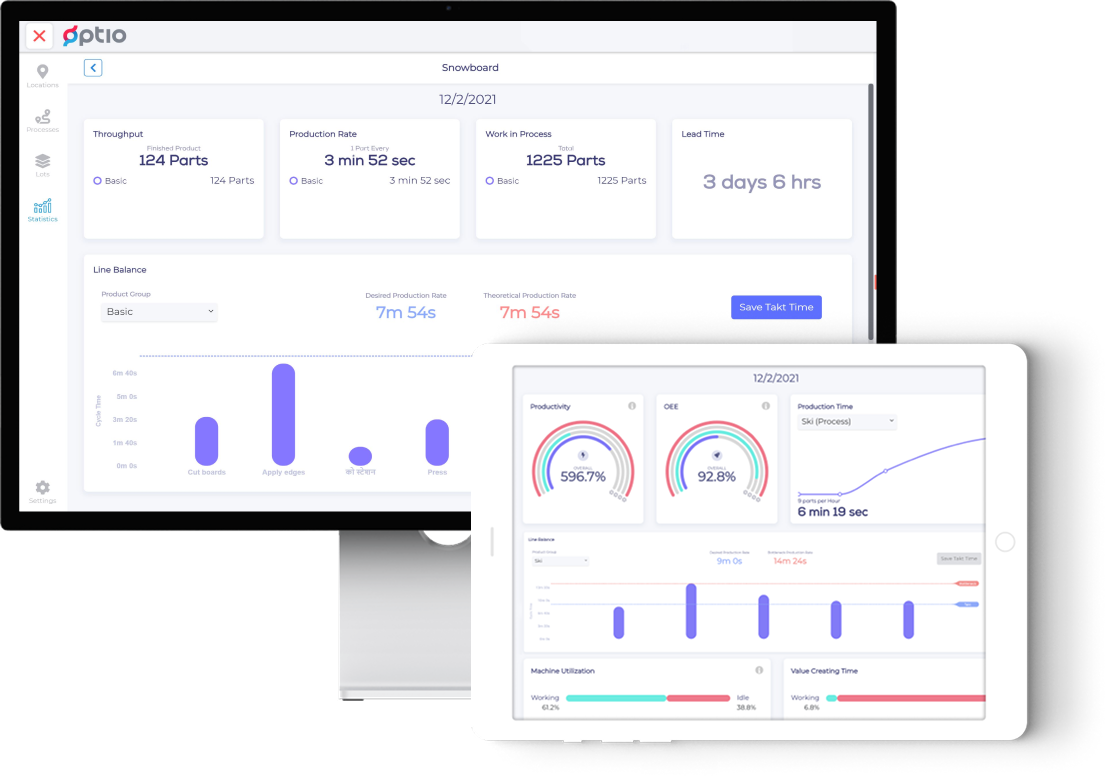 optio
Locations
Processes
Lots
Statistics
Settings
Snowboard
12/2/2021
Throughput
Finished Product
124 Parts
Basic 124 Parts
Production Rate
1 Part Every
3 min 52 sec
Basic 3 min 52 sec
Work in Process
Total
1225 Parts
Basic 1225 Parts
Lead Time
3 days 6 hrs
Line Balance
Product Group
Basic
Desired Production Rate
7m 54s
Theoretical Production Rate
7m 54s
Save Takt Time
Cycle Time
6m 40s
5m 0s
3m 20s
1m 40s
0m 0s
Cut boards
Apply edges
को स्टेशन
Press
12/2/2021
Productivity
OVERALL
596.7%
OEE
OVERALL
92.8%
Production Time
Ski (Process)
9 parts per Hour
6 min 19 sec
Line Balance
Product Group
Ski
Desired Production Rate
9m 0s
Production Rate
14m 24s
Save Takt Time
Machine Utilization
Working Idle
61.2% 38.8%
Value Creating Time
Working
6.8%